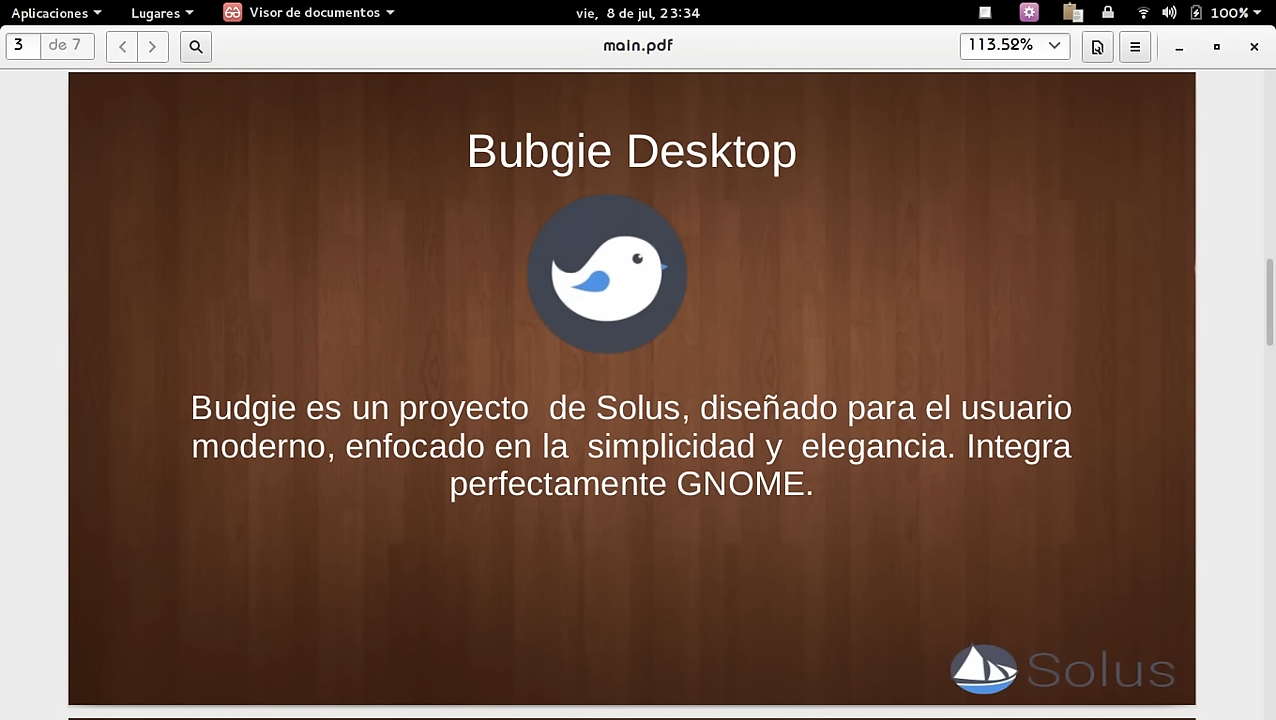 Aplicaciones Lugares Visor de documentos vie, 8 de jul, 23:34 100%
3 de 7 main.pdf 113.52%
Bubgie Desktop
Budgie es un proyecto de Solus, diseñado para el usuario
moderno, enfocado en la simplicidad y elegancia. Integra
perfectamente GNOME.
Solus